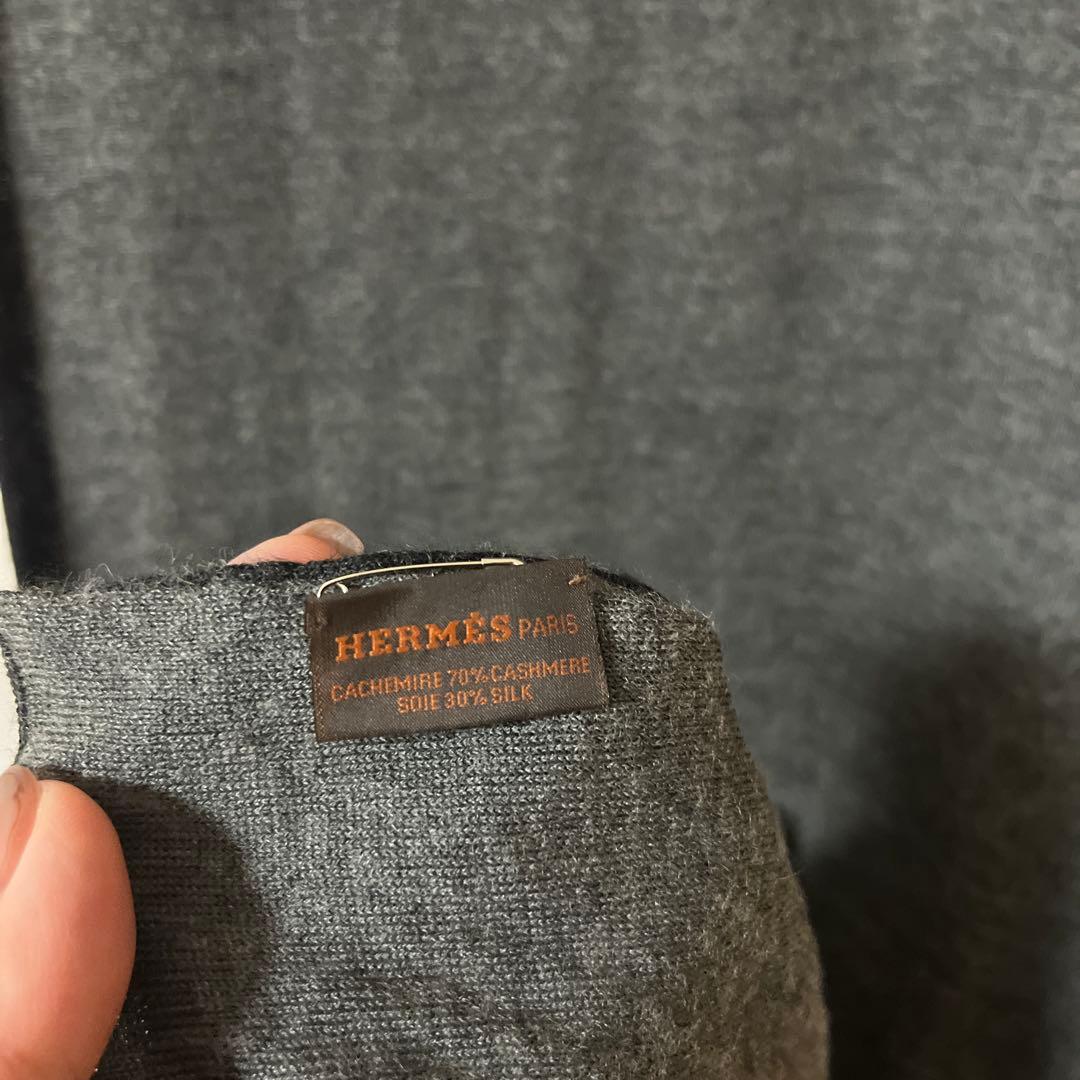 HERMÈS PARIS
CACHEMIRE 70% CASHMERE
SOIE 30% SILK